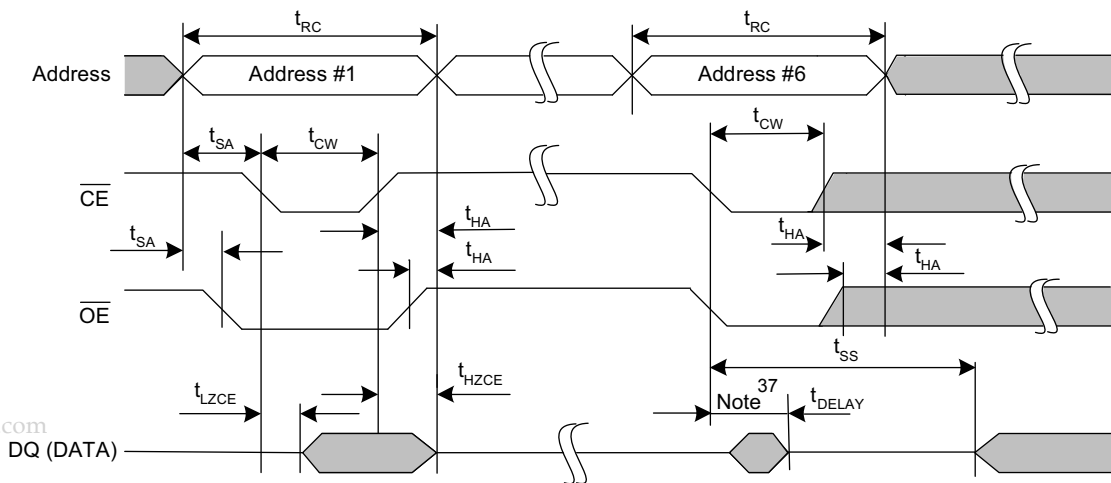 tRC
tRC
Address
Address #1
Address #6
tSA
tCW
tCW
CE
tHA
tSA
tHA
tHA
tHA
OE
tSS
tLZCE
tHZCE
Note 37
tDELAY
com
DQ (DATA)